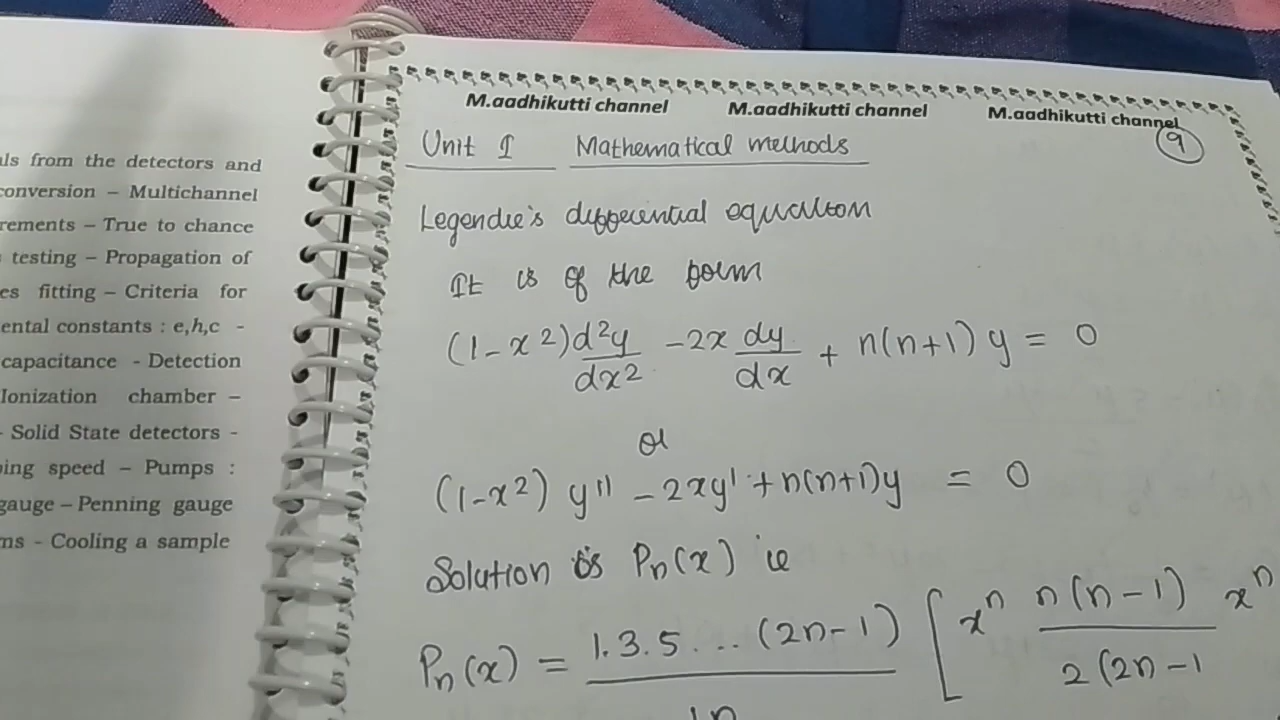 als from the detectors and
conversion – Multichannel
rements – True to chance
testing – Propagation of
es fitting – Criteria for
ental constants : e,h,c -
capacitance - Detection
Ionization chamber –
- Solid State detectors -
ping speed – Pumps :
gauge – Penning gauge
ms - Cooling a sample
M.aadhikutti channel M.aadhikutti channel M.aadhikutti channel
9
Unit I Mathematical methods
Legendre's differential equation
It is of the form
(1-x²) d²y/dx² -2x dy/dx + n(n+1) y = 0
or
(1-x²) y'' - 2xy' + n(n+1)y = 0
Solution is Pn(x) ie
Pn(x) = 1.3.5... (2n-1) / n [ x^n n(n-1) / 2(2n-1 x^n